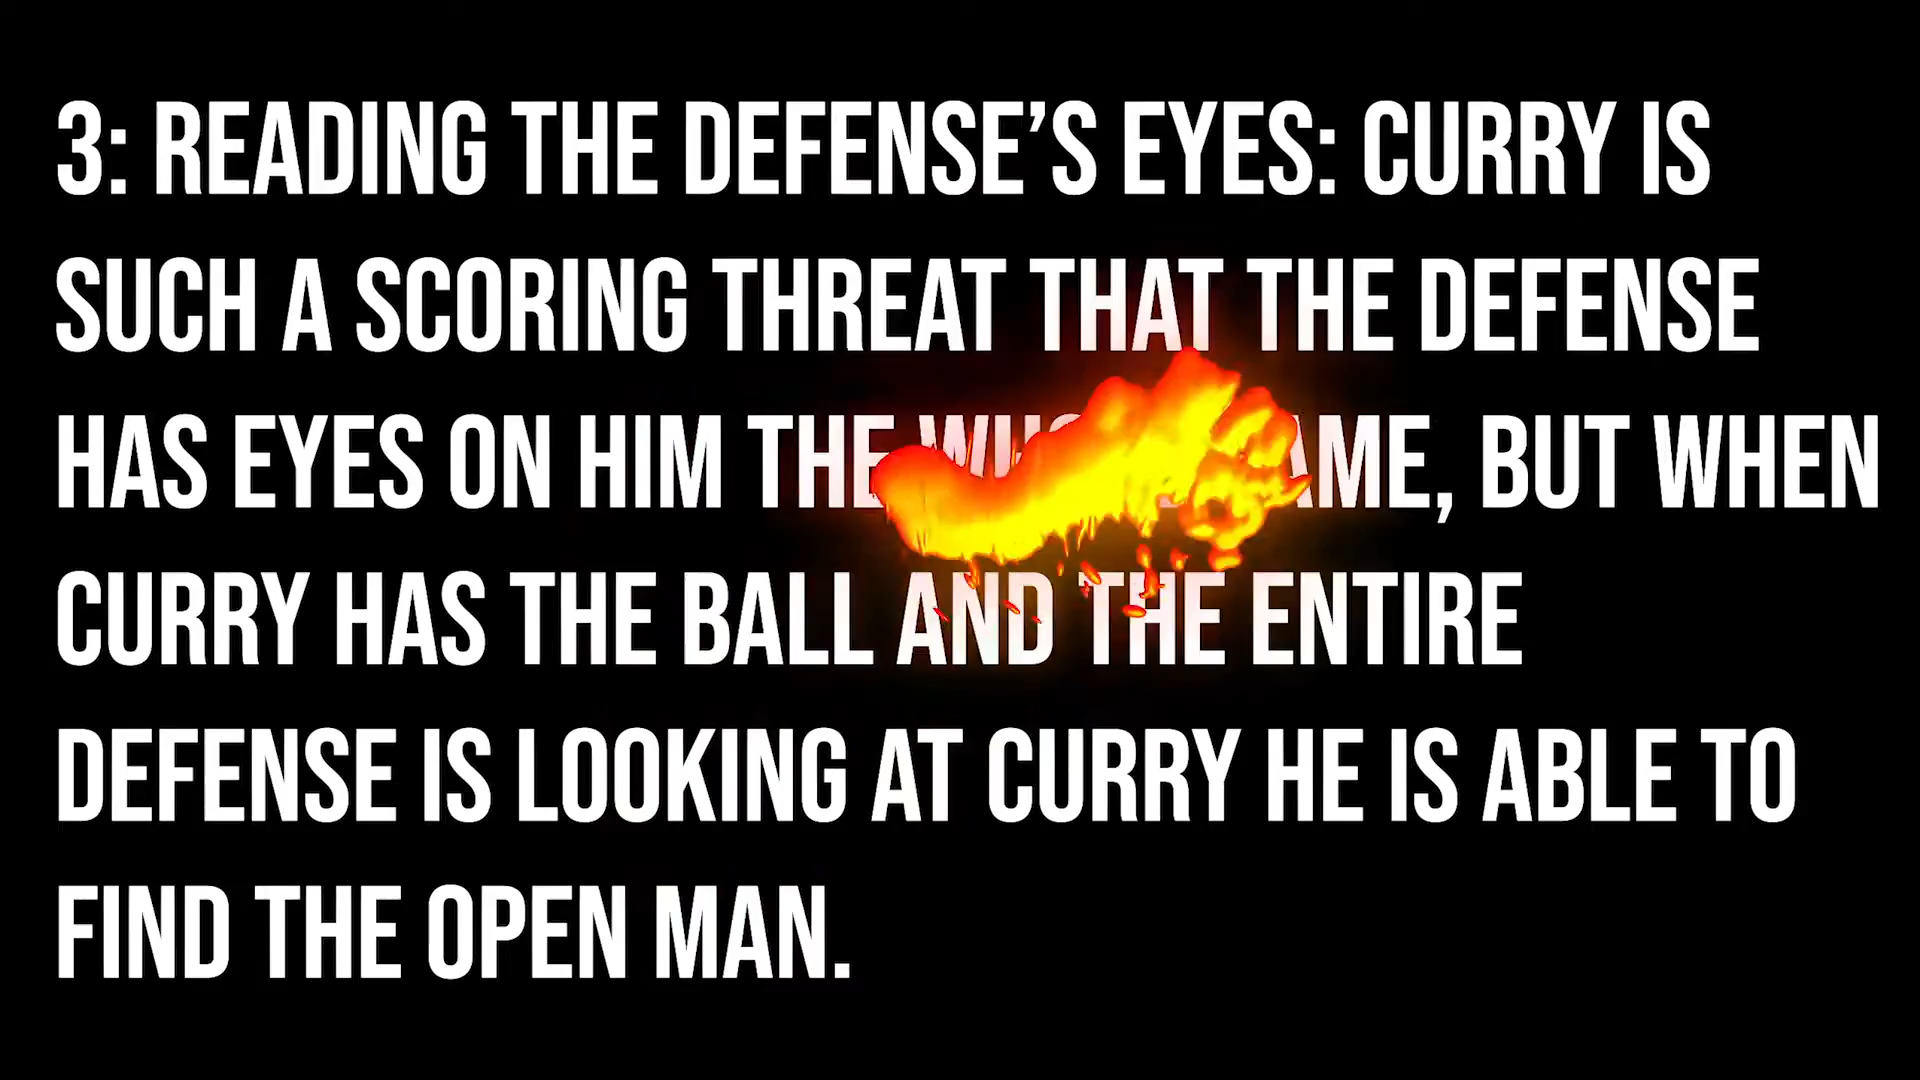 3: READING THE DEFENSE’S EYES: CURRY IS
SUCH A SCORING THREAT THAT THE DEFENSE
HAS EYES ON HIM THE BUT WHEN
CURRY HAS THE BALL AND THE ENTIRE
DEFENSE IS LOOKING AT CURRY HE IS ABLE TO
FIND THE OPEN MAN.